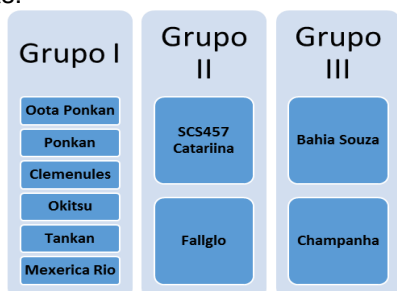 Grupo I
Oota Ponkan
Ponkan
Clemenules
Okitsu
Tankan
Mexerica Rio
Grupo
II
SCS457
Catariina
Fallglo
Grupo
III
Bahia Souza
Champanha